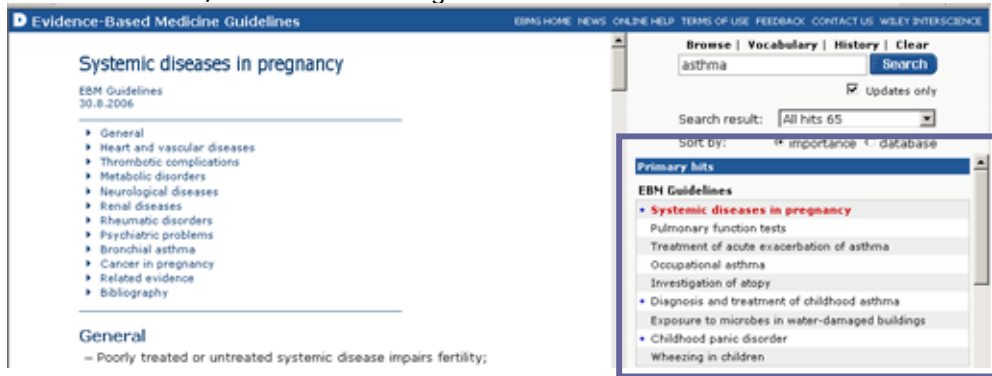 Evidence-Based Medicine Guidelines
EBMG HOME NEWS ONLINE HELP TERMS OF USE FEEDBACK CONTACT US WILEY INTERSCIENCE
Systemic diseases in pregnancy
EBM Guidelines
30.8.2006
General
Heart and vascular diseases
Thrombotic complications
Metabolic disorders
Neurological diseases
Renal diseases
Rheumatic disorders
Psychiatric problems
Bronchial asthma
Cancer in pregnancy
Related evidence
Bibliography
General
– Poorly treated or untreated systemic disease impairs fertility;
Browse | Vocabulary | History | Clear
asthma Search
Updates only
Search result: All hits 65
Sort by: importance database
Primary hits
EBM Guidelines
Systemic diseases in pregnancy
Pulmonary function tests
Treatment of acute exacerbation of asthma
Occupational asthma
Investigation of atopy
Diagnosis and treatment of childhood asthma
Exposure to microbes in water-damaged buildings
Childhood panic disorder
Wheezing in children